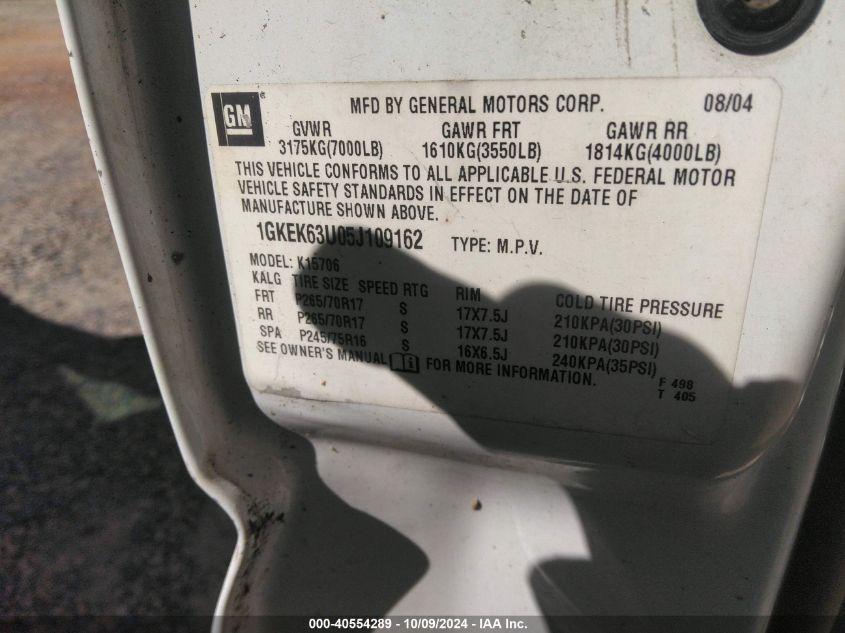 GM ® MFD BY GENERAL MOTORS CORP. 08/04
GVWR GAWR FRT GAWR RR
3175KG(7000LB) 1610KG(3550LB) 1814KG(4000LB)
THIS VEHICLE CONFORMS TO ALL APPLICABLE U.S. FEDERAL MOTOR
VEHICLE SAFETY STANDARDS IN EFFECT ON THE DATE OF
MANUFACTURE SHOWN ABOVE.
1GKEK63U05J109162 TYPE: M.P.V.
MODEL: K15706
KALG TIRE SIZE SPEED RTG RIM COLD TIRE PRESSURE
FRT P265/70R17 S 17X7.5J 210KPA(30PSI)
RR P265/70R17 S 17X7.5J 210KPA(30PSI)
SPA P245/75R16 S 16X6.5J 240KPA(35PSI)
SEE OWNER'S MANUAL FOR MORE INFORMATION. F 498
T 405
000-40554289 - 10/09/2024 - IAA Inc.